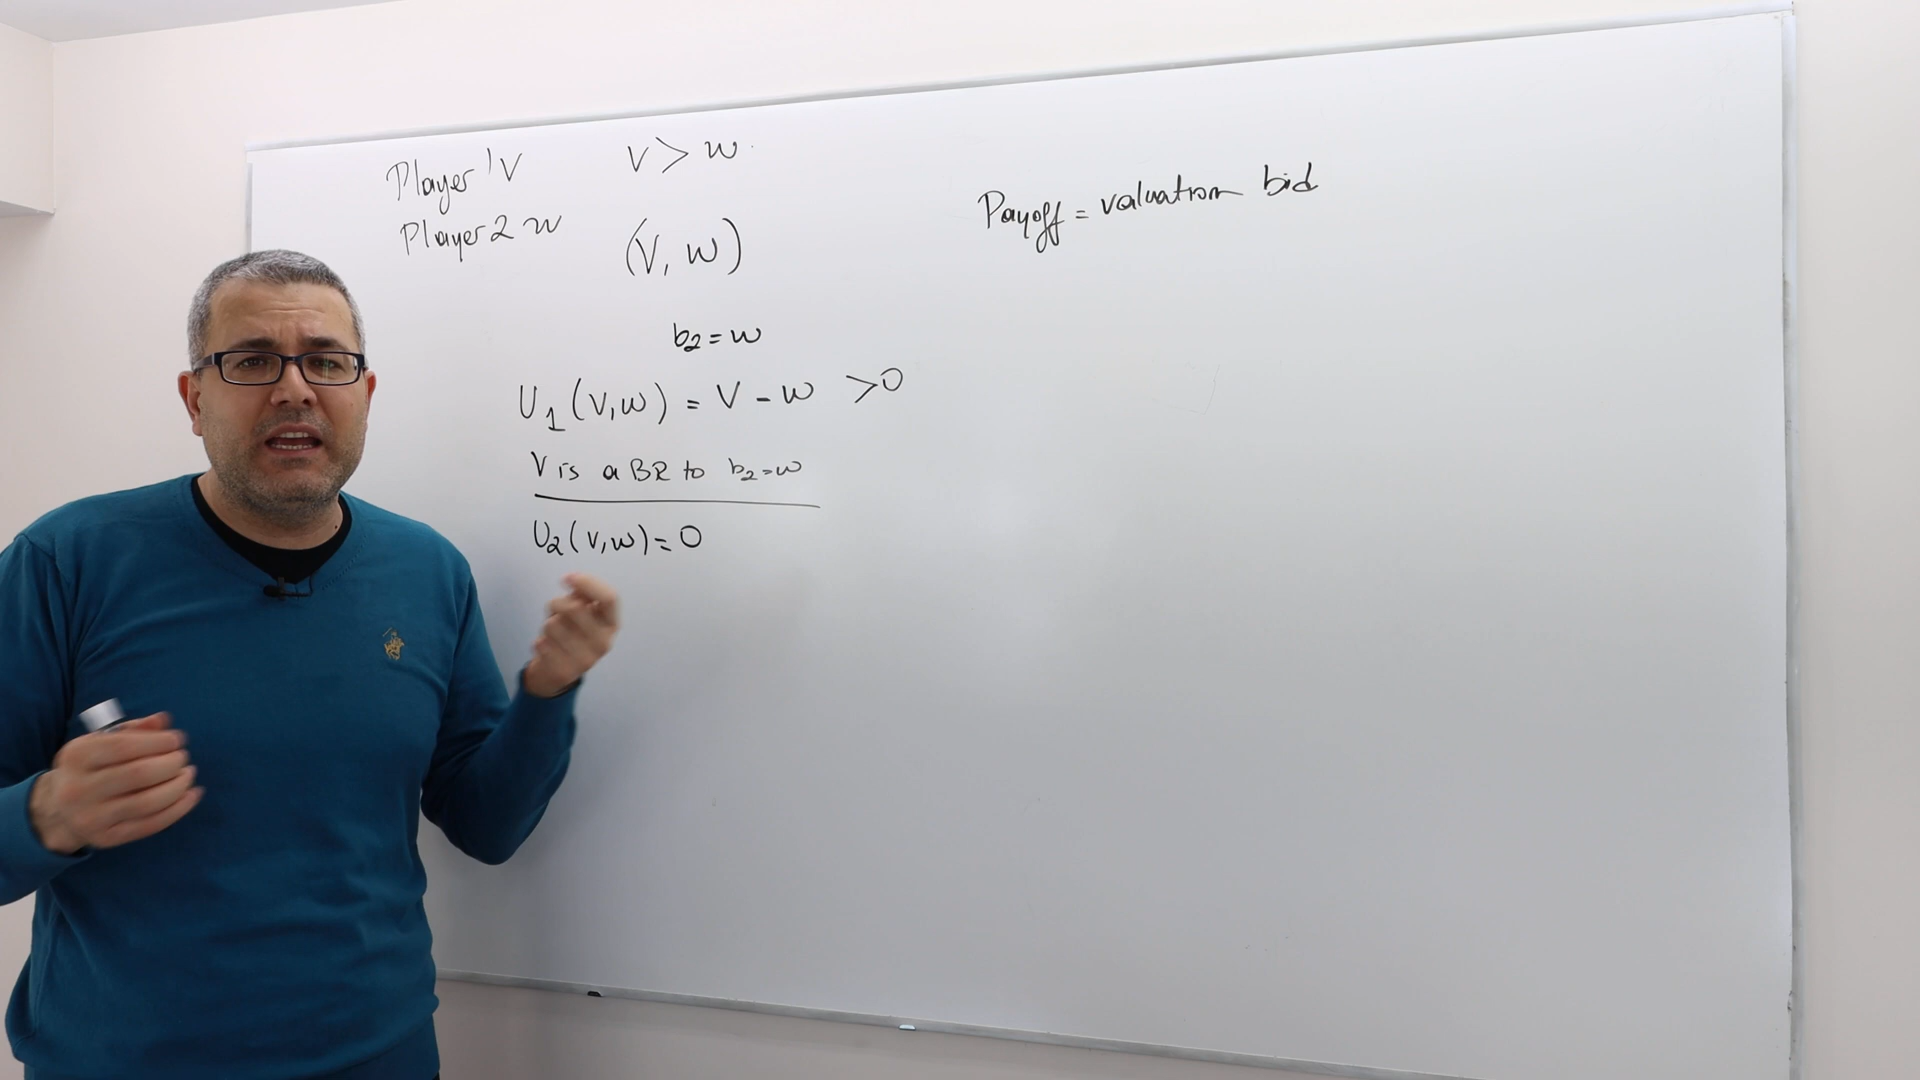 Player 1 V
Player 2 w
V > w
(V, w)
b₂ = w
U₁ (V, w) = V - w > 0
V is a BR to b₂ = w
U₂ (V, w) = 0
Payoff = valuation bid